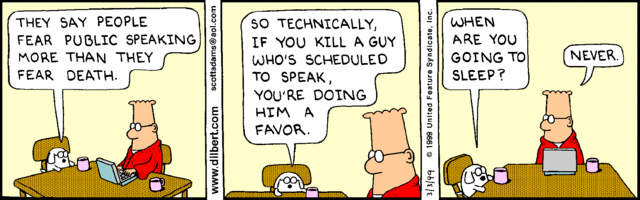 THEY SAY PEOPLE
FEAR PUBLIC SPEAKING
MORE THAN THEY
FEAR DEATH.
www.dilbert.com
scottadams@aol.com
SO TECHNICALLY,
IF YOU KILL A GUY
WHO'S SCHEDULED
TO SPEAK,
YOU'RE DOING
HIM A
FAVOR.
3/3/99 © 1999 United Feature Syndicate, Inc.
WHEN
ARE YOU
GOING TO
SLEEP?
NEVER.